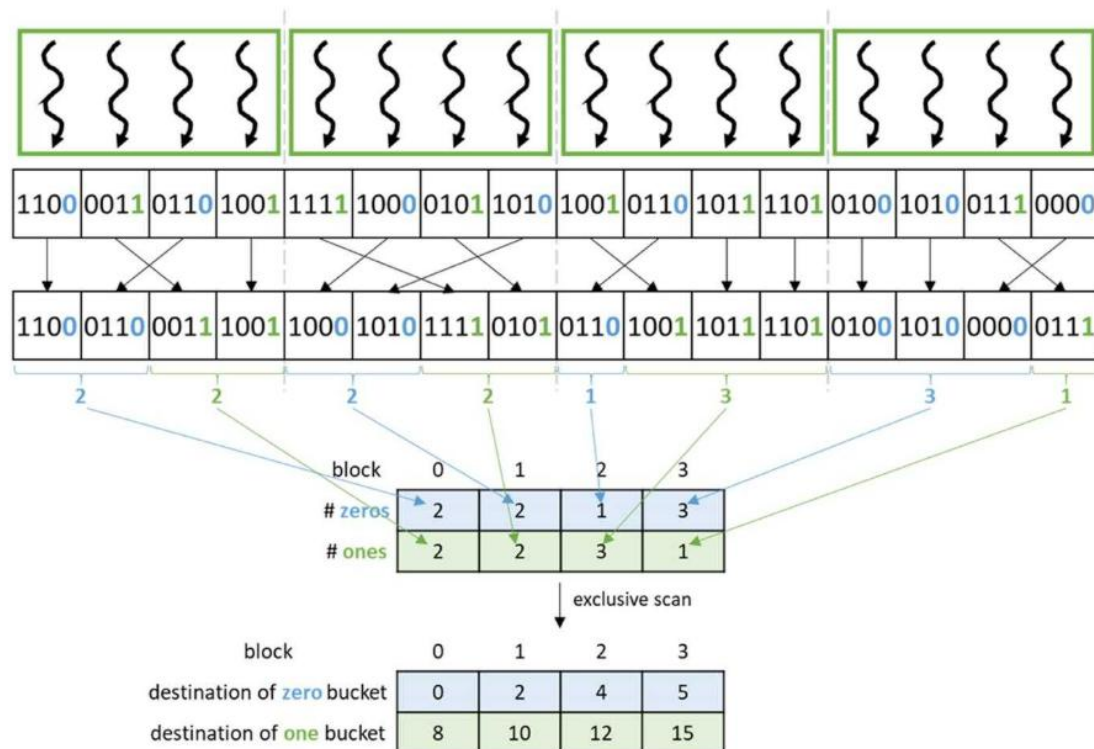 1100 0011 0110 1001 1111 1000 0101 1010 1001 0110 1011 1101 0100 1010 0111 0000
1100 0110 0011 1001 1000 1010 1111 0101 0110 1001 1011 1101 0100 1010 0000 0111
2 2 2 2 1 3 3 1
block 0 1 2 3
# zeros 2 2 1 3
# ones 2 2 3 1
exclusive scan
block 0 1 2 3
destination of zero bucket 0 2 4 5
destination of one bucket 8 10 12 15